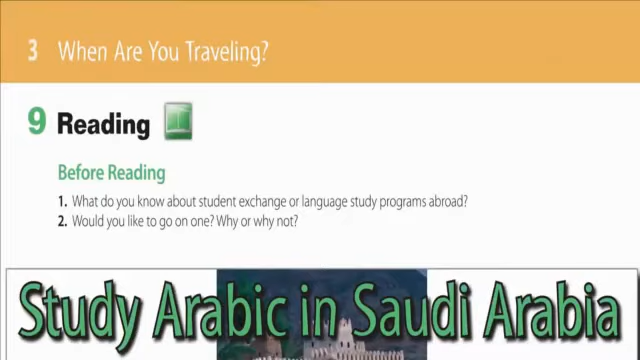 3 When Are You Traveling?
9 Reading
Before Reading
1. What do you know about student exchange or language study programs abroad?
2. Would you like to go on one? Why or why not?
Study Arabic in Saudi Arabia